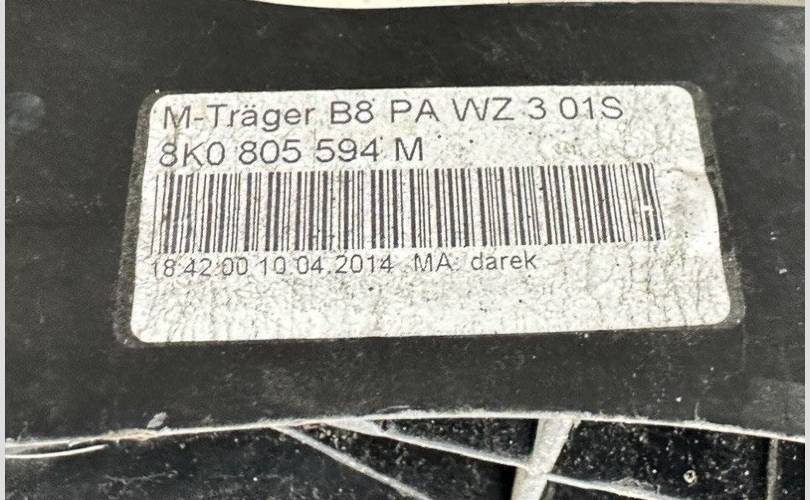 M-Träger B8 PA WZ 3 01S
8K0 805 594 M
18:42:00 10.04.2014 MA: darek